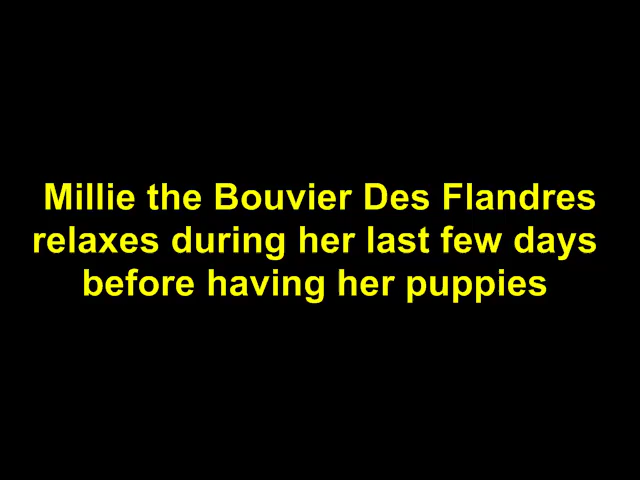 Millie the Bouvier Des Flandres
relaxes during her last few days
before having her puppies